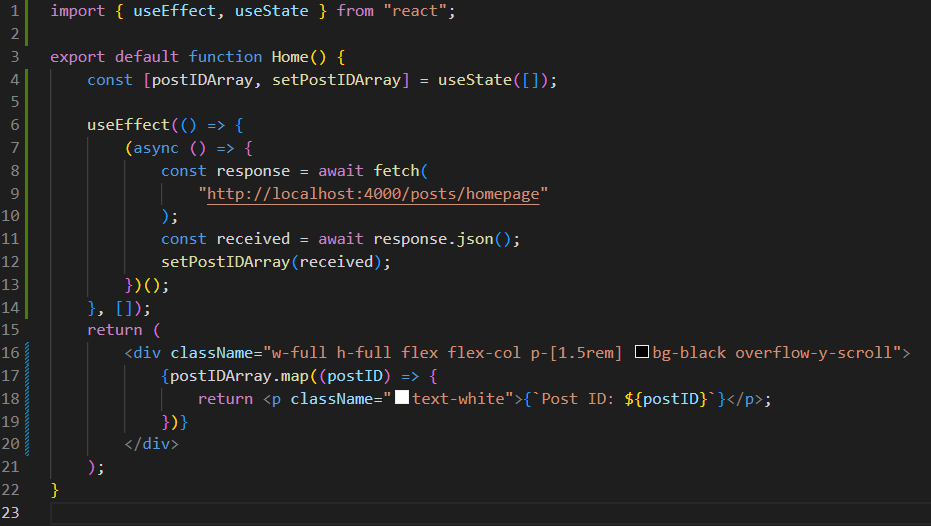 1 import { useEffect, useState } from "react";
2
3 export default function Home() {
4     const [postIDArray, setPostIDArray] = useState([]);
5
6     useEffect(() => {
7         (async () => {
8             const response = await fetch(
9                 "http://localhost:4000/posts/homepage"
10             );
11             const received = await response.json();
12             setPostIDArray(received);
13         })();
14     }, []);
15     return (
16         <div className="w-full h-full flex flex-col p-[1.5rem] bg-black overflow-y-scroll">
17             {postIDArray.map((postID) => {
18                 return <p className="text-white">{`Post ID: ${postID}`}</p>;
19             })}
20         </div>
21     );
22 }
23